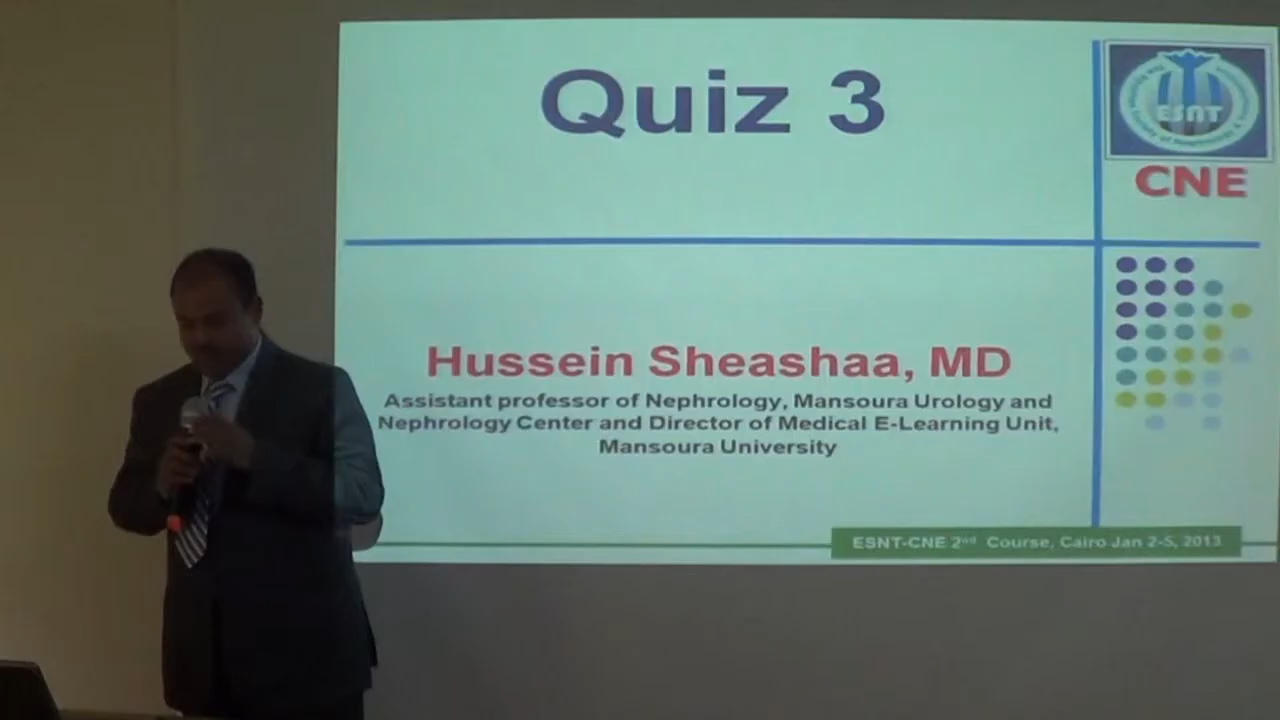 Quiz 3
ESNT
CNE
Hussein Sheashaa, MD
Assistant professor of Nephrology, Mansoura Urology and
Nephrology Center and Director of Medical E-Learning Unit,
Mansoura University
ESNT-CNE 2nd Course, Cairo Jan 2-5, 2013